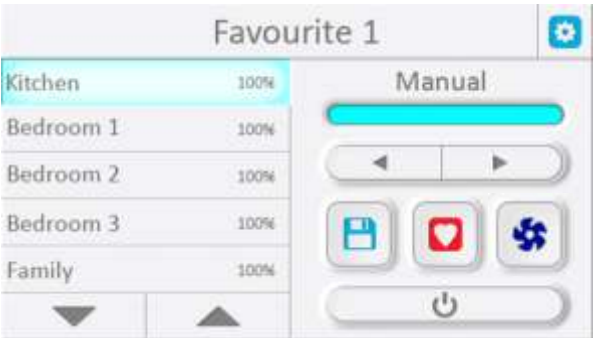 Favourite 1
Kitchen 100%
Manual
Bedroom 1 100%
Bedroom 2 100%
Bedroom 3 100%
Family 100%